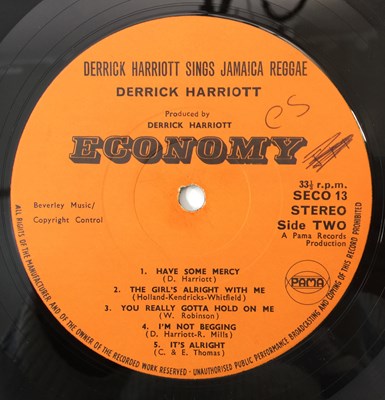 DERRICK HARRIOTT SINGS JAMAICA REGGAE
DERRICK HARRIOTT
Produced by
DERRICK HARRIOTT
ECONOMY
Beverley Music/
Copyright Control
33⅓ r.p.m.
SECO 13
STEREO
Side TWO
A Pama Records
Production
1. HAVE SOME MERCY
(D. Harriott)
2. THE GIRL'S ALRIGHT WITH ME
(Holland-Kendricks-Whitfield)
3. YOU REALLY GOTTA HOLD ON ME
(W. Robinson)
4. I'M NOT BEGGING
(D. Harriott-R. Mills)
5. IT'S ALRIGHT
(C. & E. Thomas)
PAMA
ALL RIGHTS OF THE MANUFACTURER AND OF THE OWNER OF THE RECORDED WORK RESERVED - UNAUTHORISED PUBLIC PERFORMANCE, BROADCASTING AND COPYING OF THIS RECORD PROHIBITED